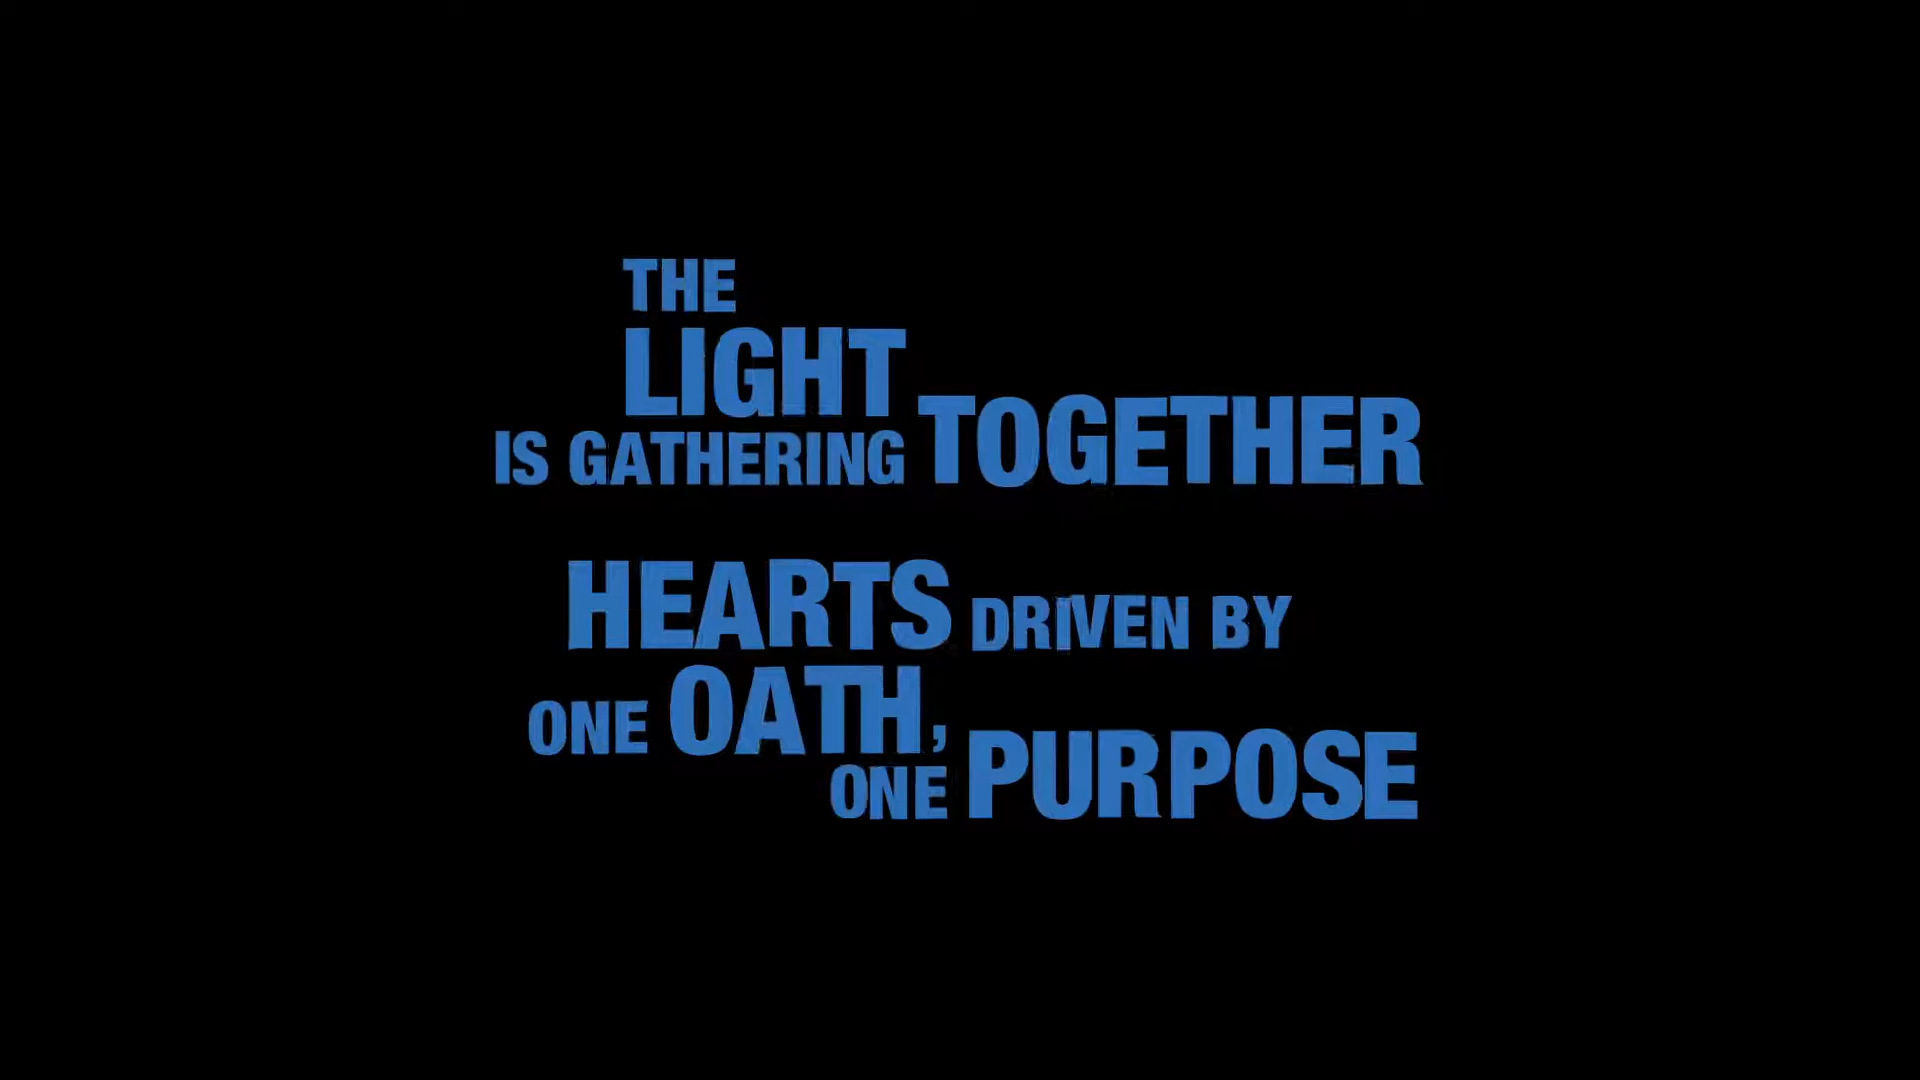 THE
LIGHT
IS GATHERING TOGETHER
HEARTS DRIVEN BY
ONE OATH,
ONE PURPOSE